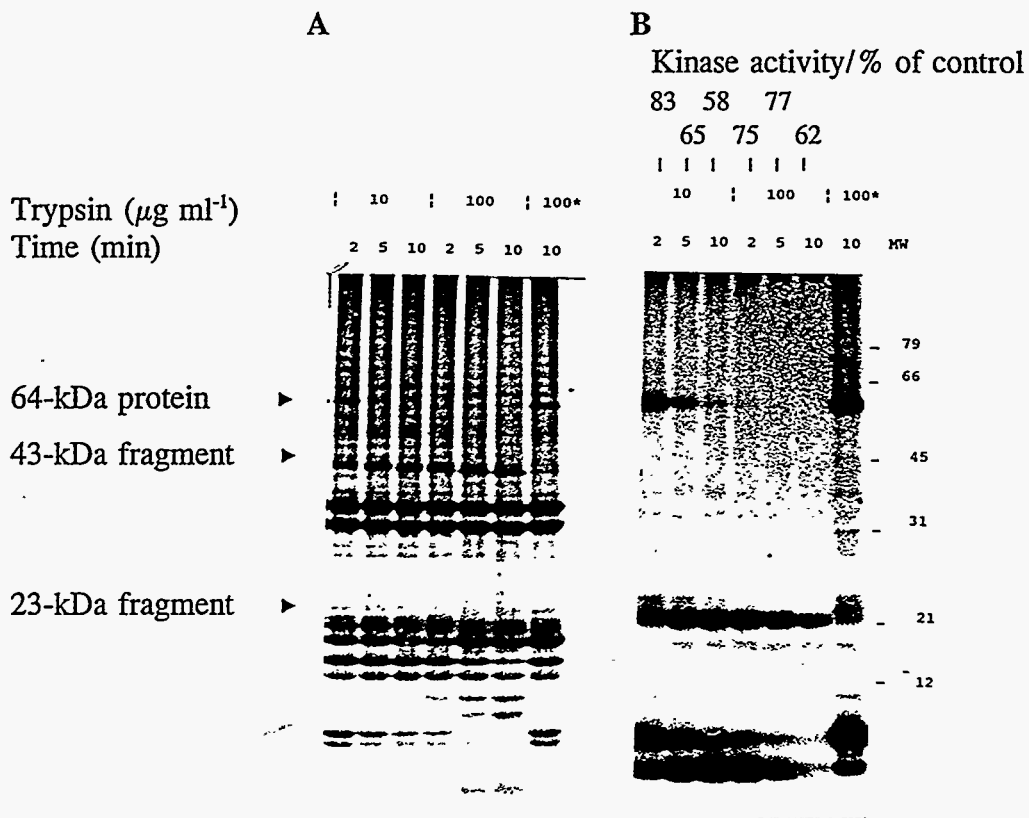 A
B
Kinase activity/% of control
83 58 77
65 75 62
Trypsin (μg ml⁻¹)
¦ 10 ¦ 100 ¦ 100*
10 ¦ 100 ¦ 100*
Time (min)
2 5 10 2 5 10 10
2 5 10 2 5 10 10 MW
79
66
64-kDa protein
43-kDa fragment
45
31
23-kDa fragment
21
12